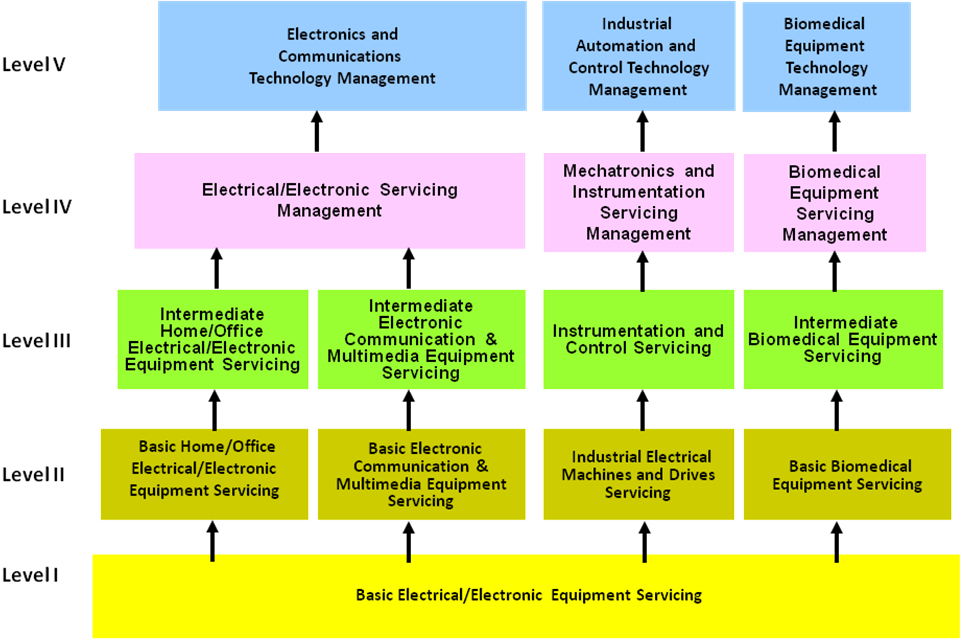 Level V
Electronics and
Communications
Technology Management
Industrial
Automation and
Control Technology
Management
Biomedical
Equipment
Technology
Management
Level IV
Electrical/Electronic Servicing
Management
Mechatronics and
Instrumentation
Servicing
Management
Biomedical
Equipment
Servicing
Management
Level III
Intermediate
Home/Office
Electrical/Electronic
Equipment Servicing
Intermediate
Electronic
Communication &
Multimedia Equipment
Servicing
Instrumentation and
Control Servicing
Intermediate
Biomedical Equipment
Servicing
Level II
Basic Home/Office
Electrical/Electronic
Equipment Servicing
Basic Electronic
Communication &
Multimedia Equipment
Servicing
Industrial Electrical
Machines and Drives
Servicing
Basic Biomedical
Equipment Servicing
Level I
Basic Electrical/Electronic Equipment Servicing